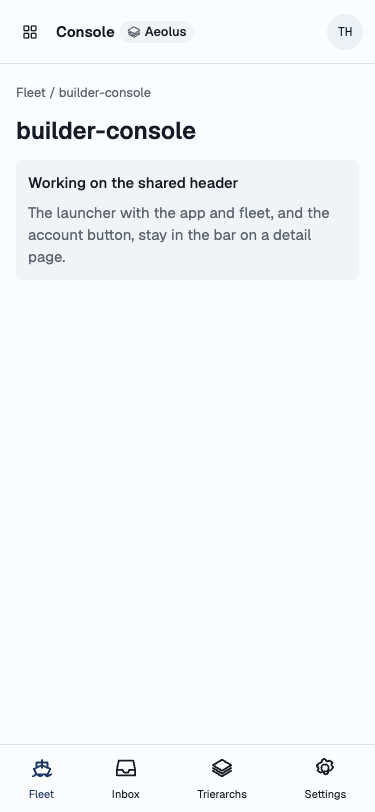 Console Aeolus TH
Fleet / builder-console
builder-console
Working on the shared header
The launcher with the app and fleet, and the
account button, stay in the bar on a detail
page.
Fleet Inbox Trierarchs Settings